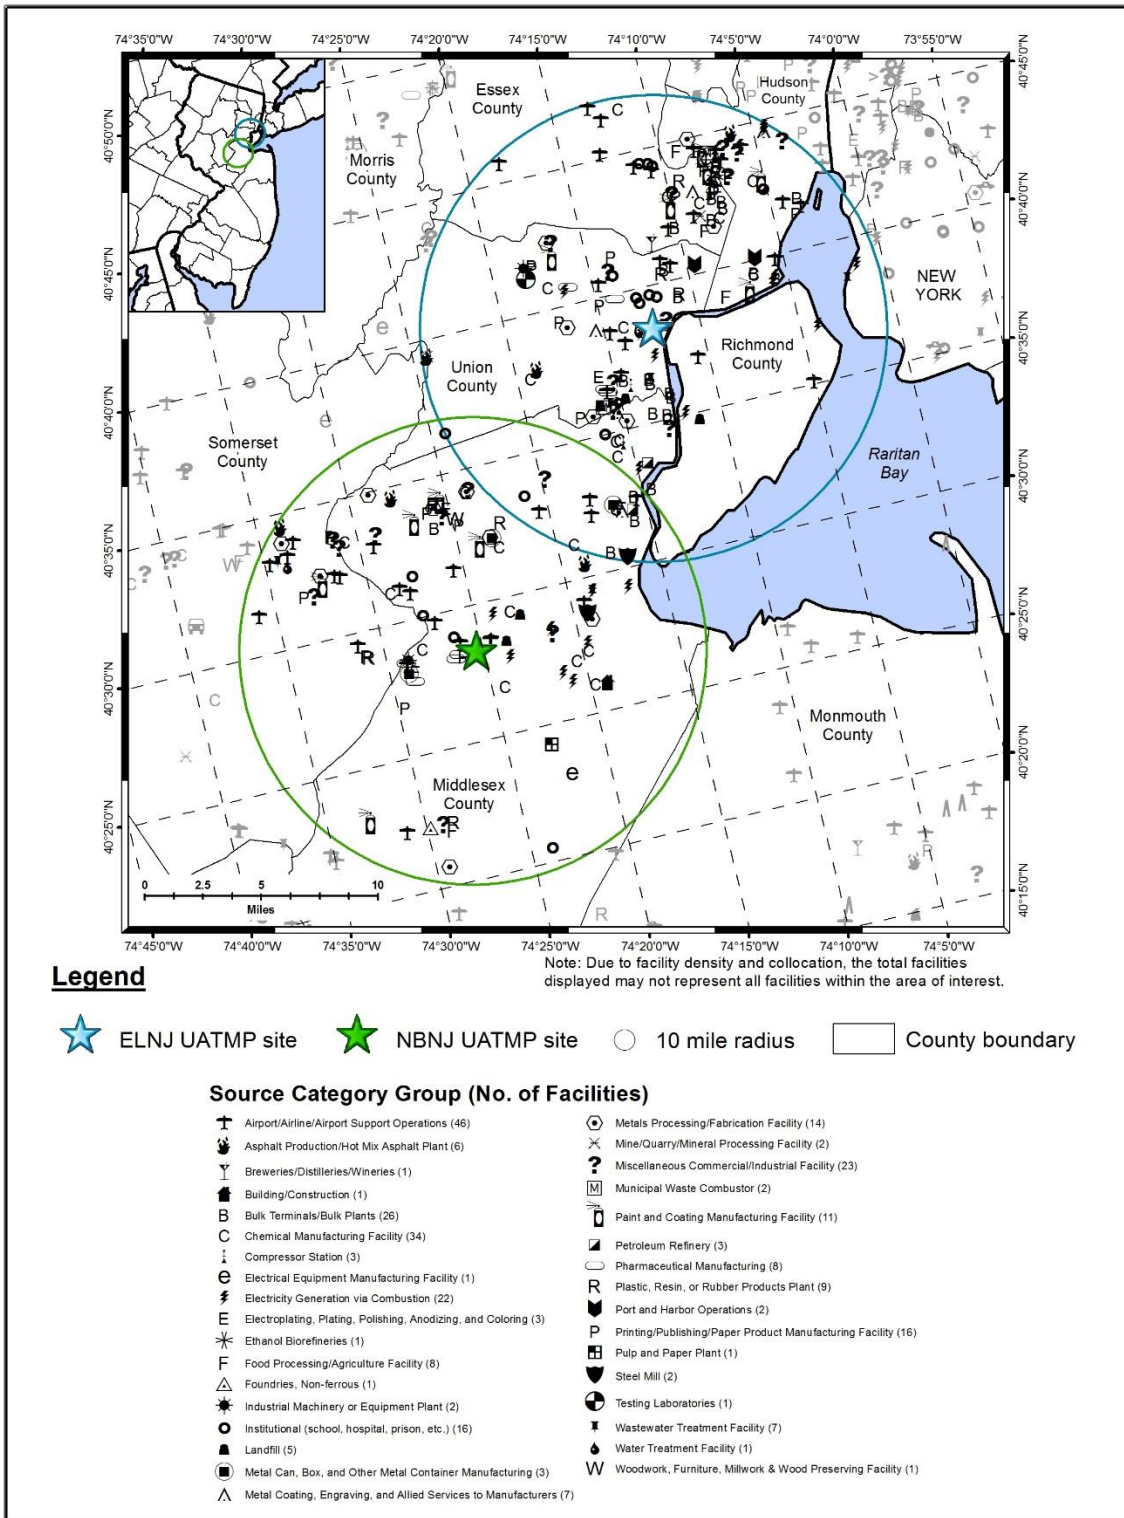 74°35'0"W 74°30'0"W 74°25'0"W 74°20'0"W 74°15'0"W 74°10'0"W 74°5'0"W 74°0'0"W 73°55'0"W
40°50'0"N
40°45'0"N
40°40'0"N
40°35'0"N
40°30'0"N
40°25'0"N
40°45'0"N
40°40'0"N
40°35'0"N
40°30'0"N
40°25'0"N
40°20'0"N
40°15'0"N
Essex
County
Hudson
County
Morris
County
NEW
YORK
Richmond
County
Union
County
Somerset
County
Raritan
Bay
Monmouth
County
Middlesex
County
0 2.5 5 10
Miles
74°45'0"W 74°40'0"W 74°35'0"W 74°30'0"W 74°25'0"W 74°20'0"W 74°15'0"W 74°10'0"W 74°5'0"W
Legend
Note: Due to facility density and collocation, the total facilities
displayed may not represent all facilities within the area of interest.
ELNJ UATMP site
NBNJ UATMP site
10 mile radius
County boundary
Source Category Group (No. of Facilities)
Airport/Airline/Airport Support Operations (46)
Asphalt Production/Hot Mix Asphalt Plant (6)
Breweries/Distilleries/Wineries (1)
Building/Construction (1)
B Bulk Terminals/Bulk Plants (26)
C Chemical Manufacturing Facility (34)
Compressor Station (3)
e Electrical Equipment Manufacturing Facility (1)
Electricity Generation via Combustion (22)
E Electroplating, Plating, Polishing, Anodizing, and Coloring (3)
Ethanol Biorefineries (1)
F Food Processing/Agriculture Facility (8)
Foundries, Non-ferrous (1)
Industrial Machinery or Equipment Plant (2)
Institutional (school, hospital, prison, etc.) (16)
Landfill (5)
Metal Can, Box, and Other Metal Container Manufacturing (3)
Metal Coating, Engraving, and Allied Services to Manufacturers (7)
Metals Processing/Fabrication Facility (14)
Mine/Quarry/Mineral Processing Facility (2)
? Miscellaneous Commercial/Industrial Facility (23)
M Municipal Waste Combustor (2)
Paint and Coating Manufacturing Facility (11)
Petroleum Refinery (3)
Pharmaceutical Manufacturing (8)
R Plastic, Resin, or Rubber Products Plant (9)
Port and Harbor Operations (2)
P Printing/Publishing/Paper Product Manufacturing Facility (16)
Pulp and Paper Plant (1)
Steel Mill (2)
Testing Laboratories (1)
Wastewater Treatment Facility (7)
Water Treatment Facility (1)
W Woodwork, Furniture, Millwork & Wood Preserving Facility (1)